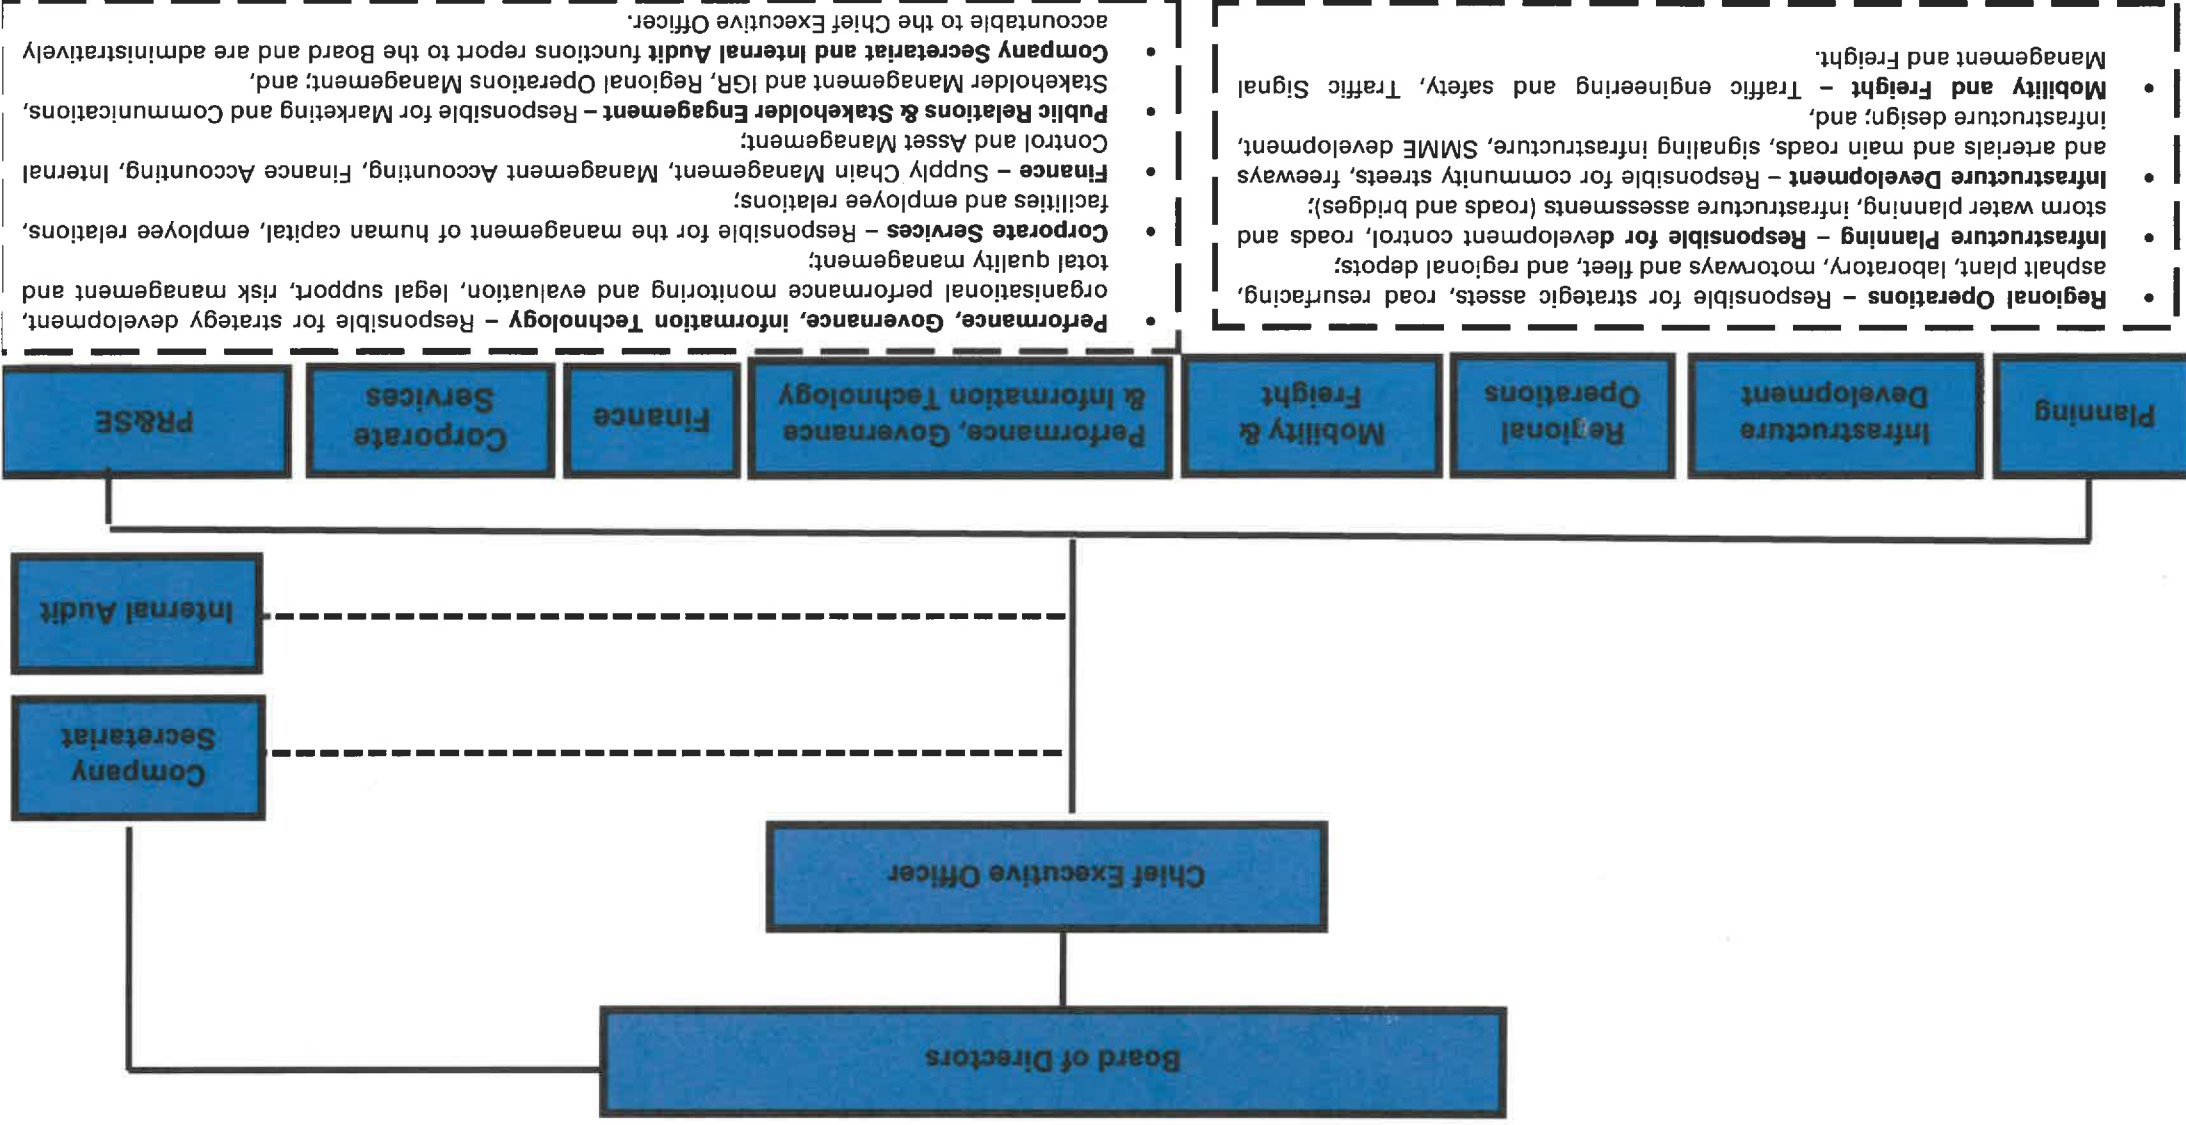 Board of Directors
Chief Executive Officer
Company
Secretariat
Internal Audit
Planning
Infrastructure
Development
Regional
Operations
Mobility &
Freight
Performance, Governance
& Information Technology
Finance
Corporate
Services
PR&SE
• Regional Operations – Responsible for strategic assets, road resurfacing,
asphalt plant, laboratory, motorways and fleet, and regional depots;
• Infrastructure Planning – Responsible for development control, roads and
storm water planning, infrastructure assessments (roads and bridges);
• Infrastructure Development – Responsible for community streets, freeways
and arterials and main roads, signaling infrastructure, SMME development,
infrastructure design; and,
• Mobility and Freight – Traffic engineering and safety, Traffic Signal
Management and Freight.
• Performance, Governance, information Technology – Responsible for strategy development,
organisational performance monitoring and evaluation, legal support, risk management and
total quality management;
• Corporate Services – Responsible for the management of human capital, employee relations,
facilities and employee relations;
• Finance – Supply Chain Management, Management Accounting, Finance Accounting, Internal
Control and Asset Management;
• Public Relations & Stakeholder Engagement – Responsible for Marketing and Communications,
Stakeholder Management and IGR, Regional Operations Management; and,
• Company Secretariat and Internal Audit functions report to the Board and are administratively
accountable to the Chief Executive Officer.